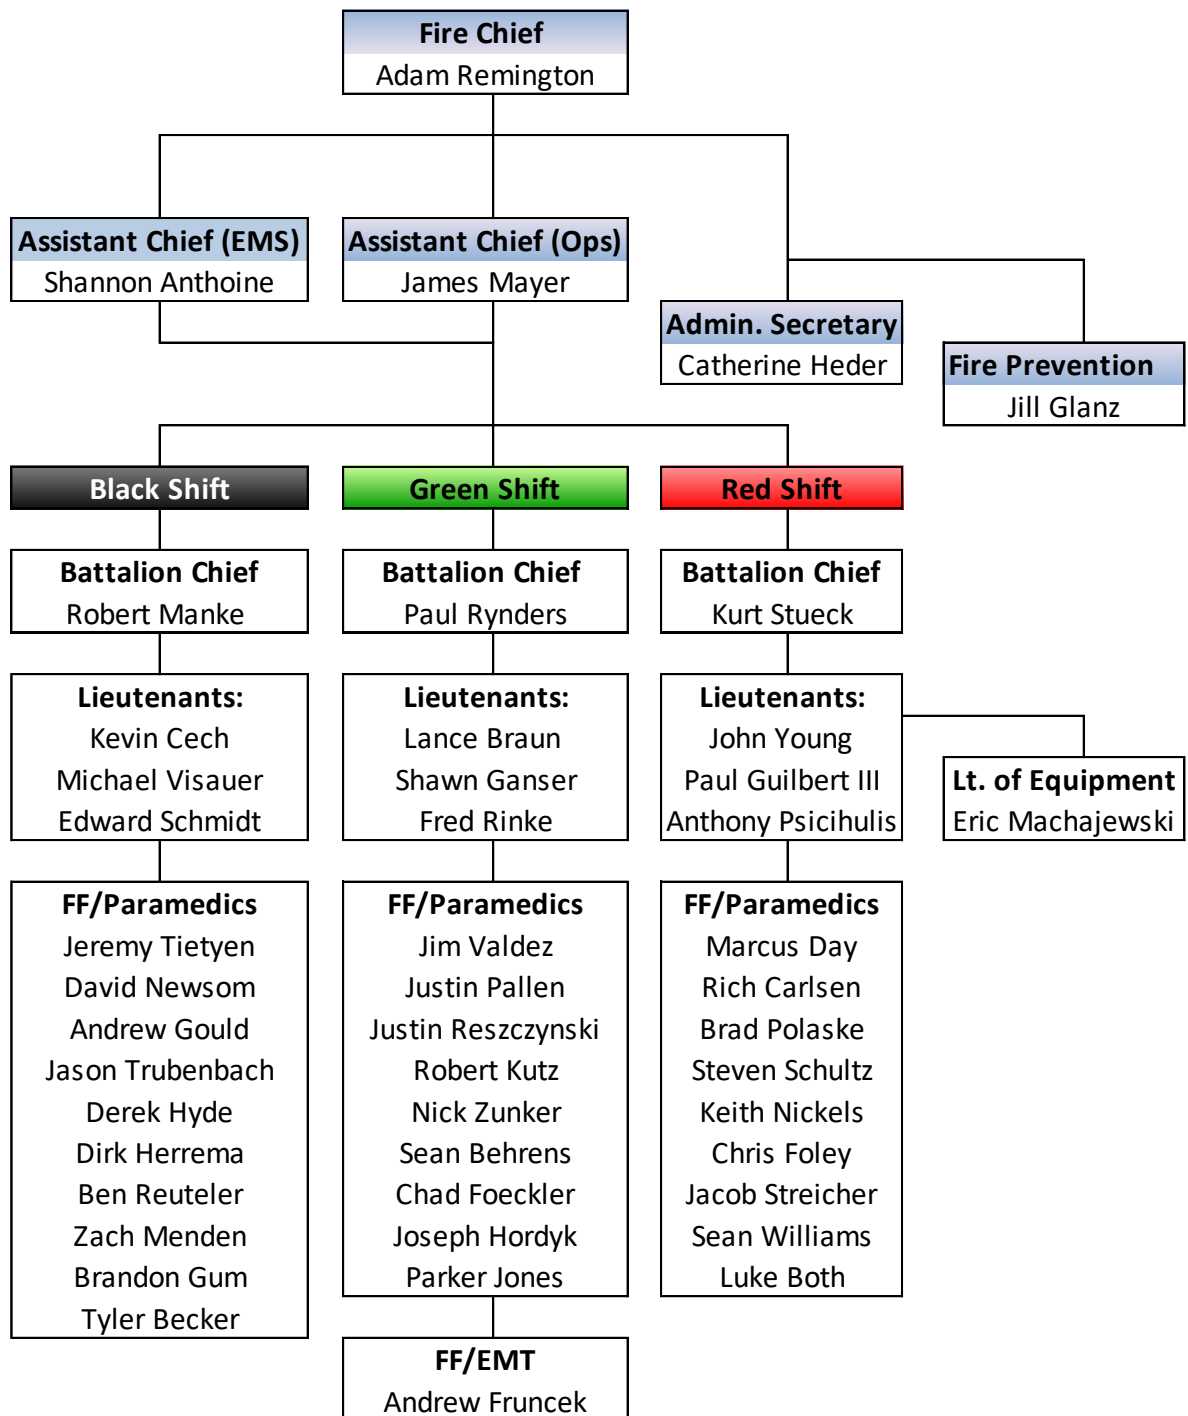 Fire Chief
Adam Remington
Assistant Chief (EMS)
Shannon Anthoine
Assistant Chief (Ops)
James Mayer
Admin. Secretary
Catherine Heder
Fire Prevention
Jill Glanz
Black Shift
Battalion Chief
Robert Manke
Lieutenants:
Kevin Cech
Michael Visauer
Edward Schmidt
FF/Paramedics
Jeremy Tietyen
David Newsom
Andrew Gould
Jason Trubenbach
Derek Hyde
Dirk Herrema
Ben Reuteler
Zach Menden
Brandon Gum
Tyler Becker
Green Shift
Battalion Chief
Paul Rynders
Lieutenants:
Lance Braun
Shawn Ganser
Fred Rinke
FF/Paramedics
Jim Valdez
Justin Pallen
Justin Reszczynski
Robert Kutz
Nick Zunker
Sean Behrens
Chad Foeckler
Joseph Hordyk
Parker Jones
FF/EMT
Andrew Fruncek
Red Shift
Battalion Chief
Kurt Stueck
Lieutenants:
John Young
Paul Guilbert III
Anthony Psicihulis
Lt. of Equipment
Eric Machajewski
FF/Paramedics
Marcus Day
Rich Carlsen
Brad Polaske
Steven Schultz
Keith Nickels
Chris Foley
Jacob Streicher
Sean Williams
Luke Both